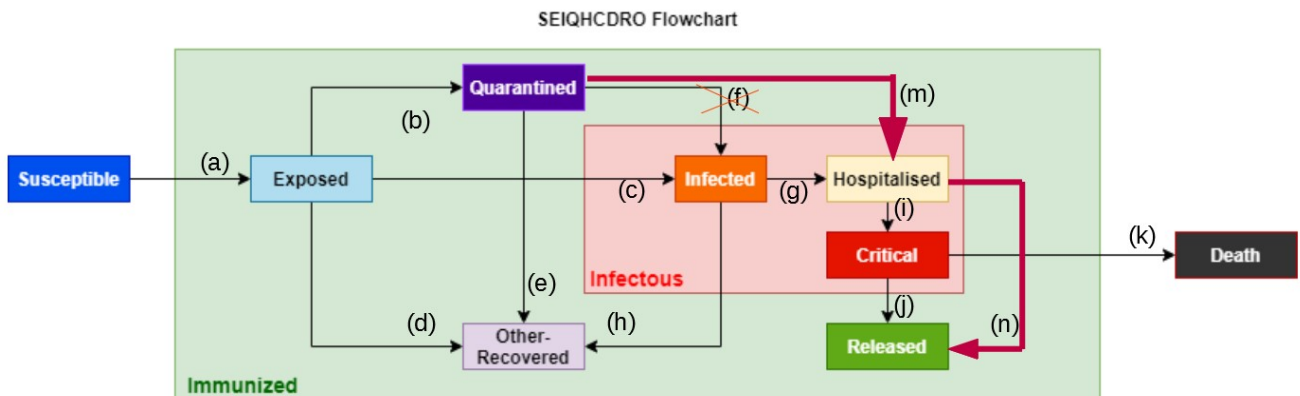 SEIQHCDRO Flowchart
Quarantined
(f)
(m)
(b)
(a)
Susceptible
Exposed
(c)
Infected
(g)
Hospitalised
(i)
(k)
Critical
Death
Infectous
(e)
(j)
(d)
(h)
(n)
Other-
Recovered
Released
Immunized